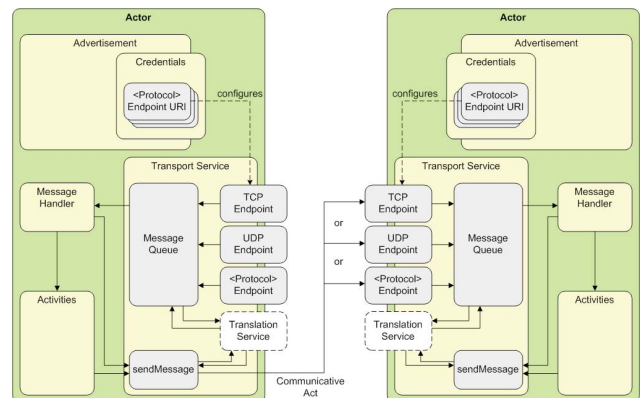 Actor
Advertisement
Credentials
<Protocol>
Endpoint URI
configures
Transport Service
Message
Handler
Message
Queue
TCP
Endpoint
UDP
Endpoint
<Protocol>
Endpoint
Activities
Translation
Service
sendMessage
Communicative
Act
or
or
Actor
Advertisement
Credentials
<Protocol>
Endpoint URI
configures
Transport Service
TCP
Endpoint
UDP
Endpoint
<Protocol>
Endpoint
Message
Queue
Message
Handler
Activities
Translation
Service
sendMessage